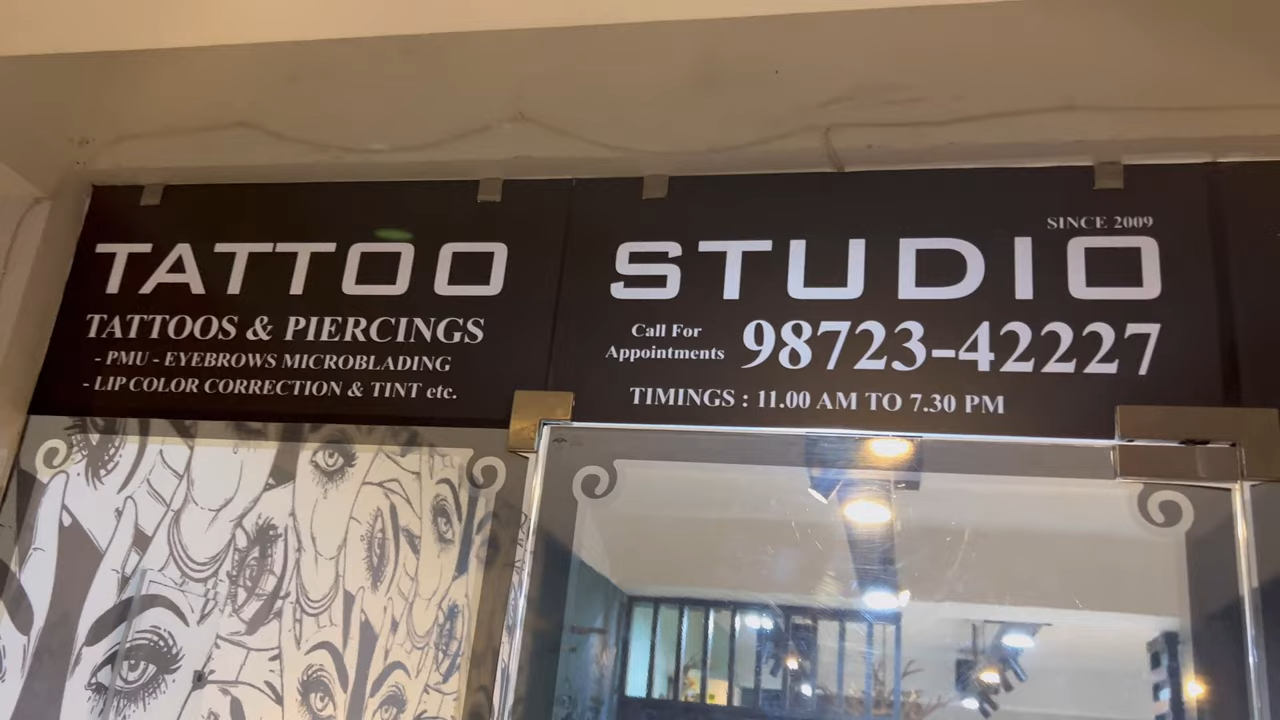 TATTOO
TATTOOS & PIERCINGS
- PMU - EYEBROWS MICROBLADING
- LIP COLOR CORRECTION & TINT etc.
SINCE 2009
STUDIO
Call For
Appointments
98723-42227
TIMINGS : 11.00 AM TO 7.30 PM